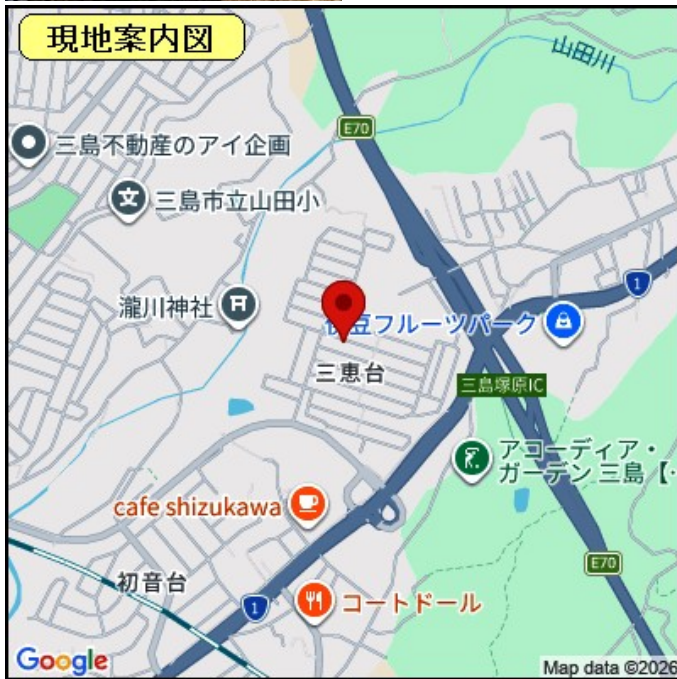 現地案内図
山田川
E70
三島不動産のアイ企画
三島市立山田小
1
瀧川神社
豆フルーツパーク
三恵台
三島塚原IC
アコーディア・
ガーデン 三島【…
cafe shizukawa
E70
初音台
1
コートドール
Google
Map data ©2026